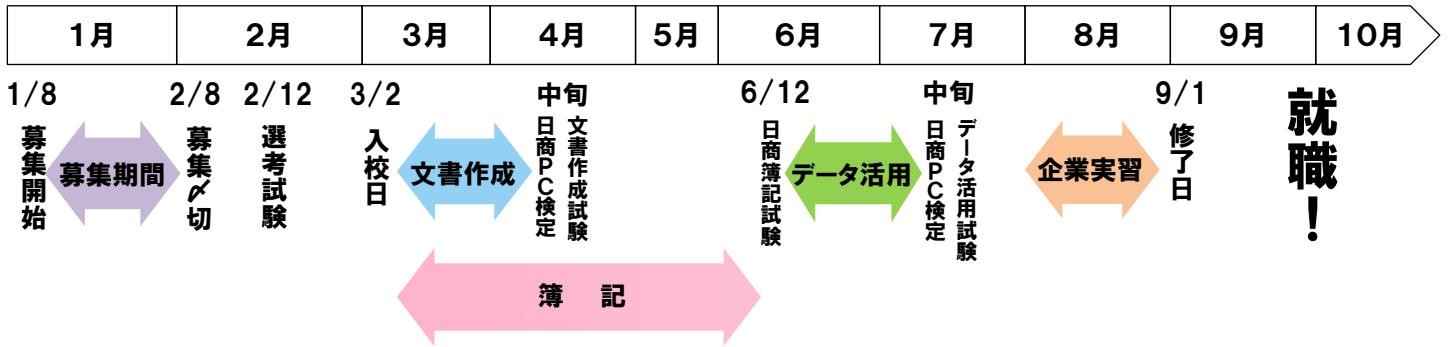 1月 2月 3月 4月 5月 6月 7月 8月 9月 10月
1/8 2/8 2/12 3/2 中旬 6/12 中旬 9/1
募集開始
募集期間
募集〆切
選考試験
入校日
文書作成
文書作成試験
日商PC検定
日商簿記試験
データ活用
データ活用試験
日商PC検定
企業実習
修了日
就職!
簿記